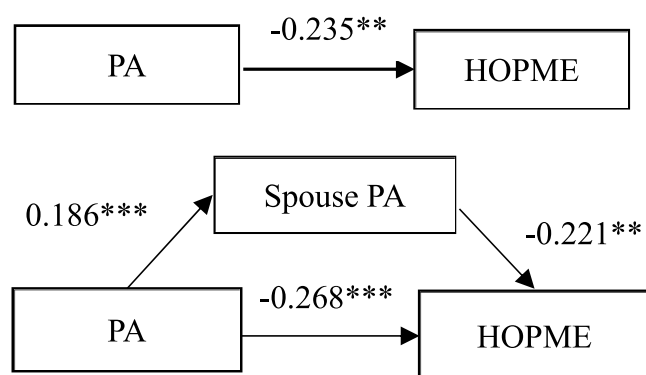 -0.235**
PA
HOPME
Spouse PA
0.186***
-0.221**
-0.268***
PA
HOPME